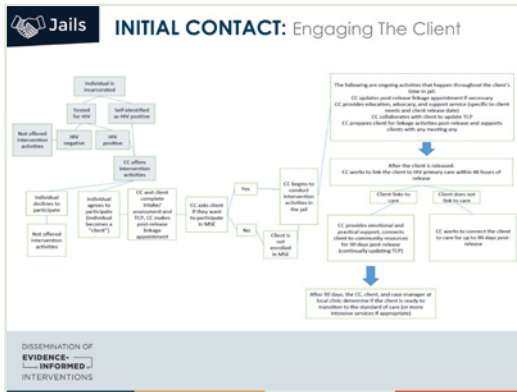 Jails
INITIAL CONTACT: Engaging The Client
Individual is
incarcerated
Tested
for HIV
Self-identified
as HIV positive
Not offered
intervention
activities
HIV
negative
HIV
positive
CC offers
intervention
activities
Individual
declines to
participate
Individual
agrees to
participate
(individual
becomes a
"client")
CC and client
complete
intake/
assessment and
TCP, CC makes
post-release
linkage
appointment
Not offered
intervention
activities
CC asks client
if they want
to participate
in MSE
Yes
No
CC begins to
conduct
intervention
activities in
the jail
Client is
not enrolled
in MSE
The following are ongoing activities that happen throughout the client's
time in jail:
CC updates post-release linkage appointment if necessary
CC provides education, advocacy, and support service (specific to client
needs and client release date)
CC collaborates with client to update TCP
CC prepares client for linkage activities post-release and supports
clients with any meeting any
After the client is released:
CC works to link the client to HIV primary care within 48 hours of
release
Client links to
care
Client does not
link to care
CC provides emotional and
practical support, connects
client to community resources
for 90 days post release
(continually updating TCP)
CC works to connect the client
to care for up to 90 days post-
release
After 90 days, the CC, client, and case manager at
local clinic determine if the client is ready to
transition to the standard of care (or more
intensive services if appropriate)
DISSEMINATION OF
EVIDENCE-
INFORMED
INTERVENTIONS